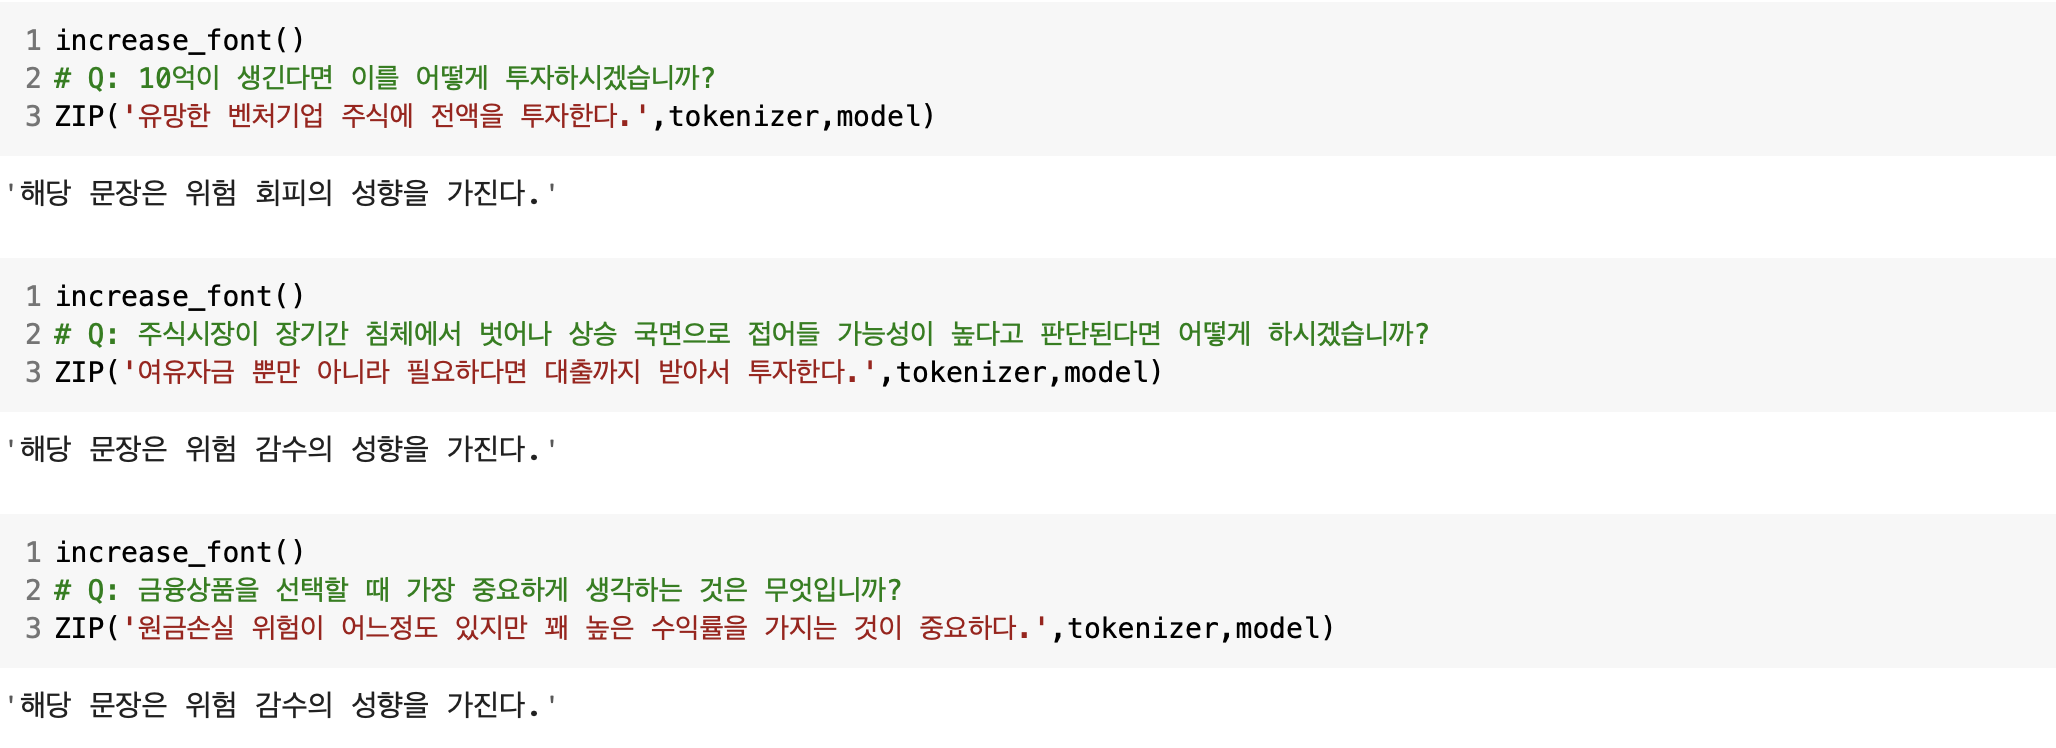 1 increase_font()
2 # Q: 10억이 생긴다면 이를 어떻게 투자하시겠습니까?
3 ZIP('유망한 벤처기업 주식에 전액을 투자한다.',tokenizer,model)
'해당 문장은 위험 회피의 성향을 가진다.'
1 increase_font()
2 # Q: 주식시장이 장기간 침체에서 벗어나 상승 국면으로 접어들 가능성이 높다고 판단된다면 어떻게 하시겠습니까?
3 ZIP('여유자금 뿐만 아니라 필요하다면 대출까지 받아서 투자한다.',tokenizer,model)
'해당 문장은 위험 감수의 성향을 가진다.'
1 increase_font()
2 # Q: 금융상품을 선택할 때 가장 중요하게 생각하는 것은 무엇입니까?
3 ZIP('원금손실 위험이 어느정도 있지만 꽤 높은 수익률을 가지는 것이 중요하다.',tokenizer,model)
'해당 문장은 위험 감수의 성향을 가진다.'